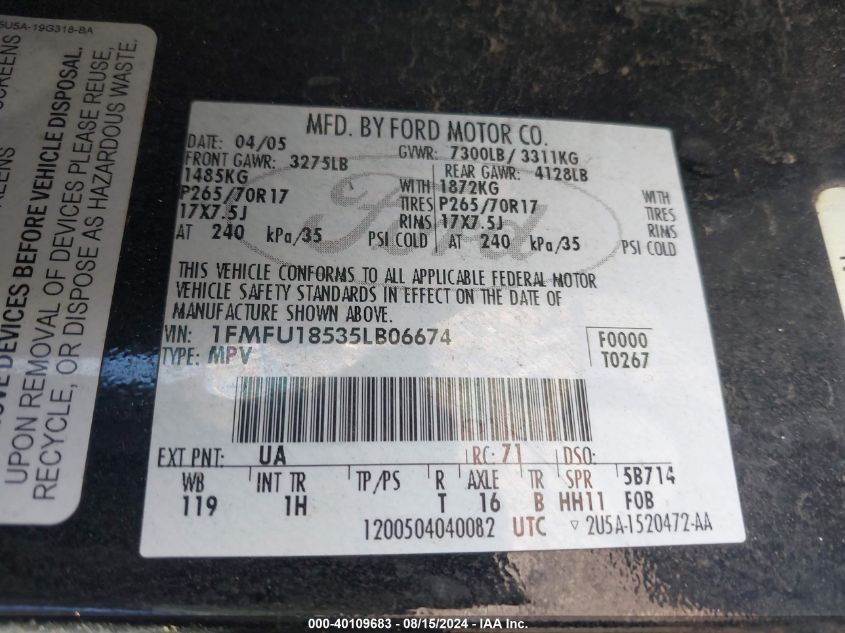 5U5A-19G318-BA
SCREENS
REENS
OVE DEVICES BEFORE VEHICLE DISPOSAL.
UPON REMOVAL OF DEVICES PLEASE REUSE,
RECYCLE, OR DISPOSE AS HAZARDOUS WASTE.
MFD. BY FORD MOTOR CO.
DATE: 04/05 GVWR: 7300LB/ 3311KG
FRONT GAWR: 3275LB REAR GAWR: 4128LB
1485KG WITH 1872KG WITH
P265/70R17 TIRES P265/70R17 TIRES
17X7.5J RIMS 17X7.5J RIMS
AT 240 kPa/35 PSI COLD AT 240 kPa/35 PSI COLD
Ford
THIS VEHICLE CONFORMS TO ALL APPLICABLE FEDERAL MOTOR
VEHICLE SAFETY STANDARDS IN EFFECT ON THE DATE OF
MANUFACTURE SHOWN ABOVE.
VIN: 1FMFU18535LB06674 F0000
TYPE: MPV T0267
EXT PNT: UA RC: 71 DSO:
WB INT TR TP/PS R AXLE TR SPR 5B714
119 1H T 16 B HH11 FOB
1200504040082 UTC ▽ 2U5A-1520472-AA
000-40109683 - 08/15/2024 - IAA Inc.